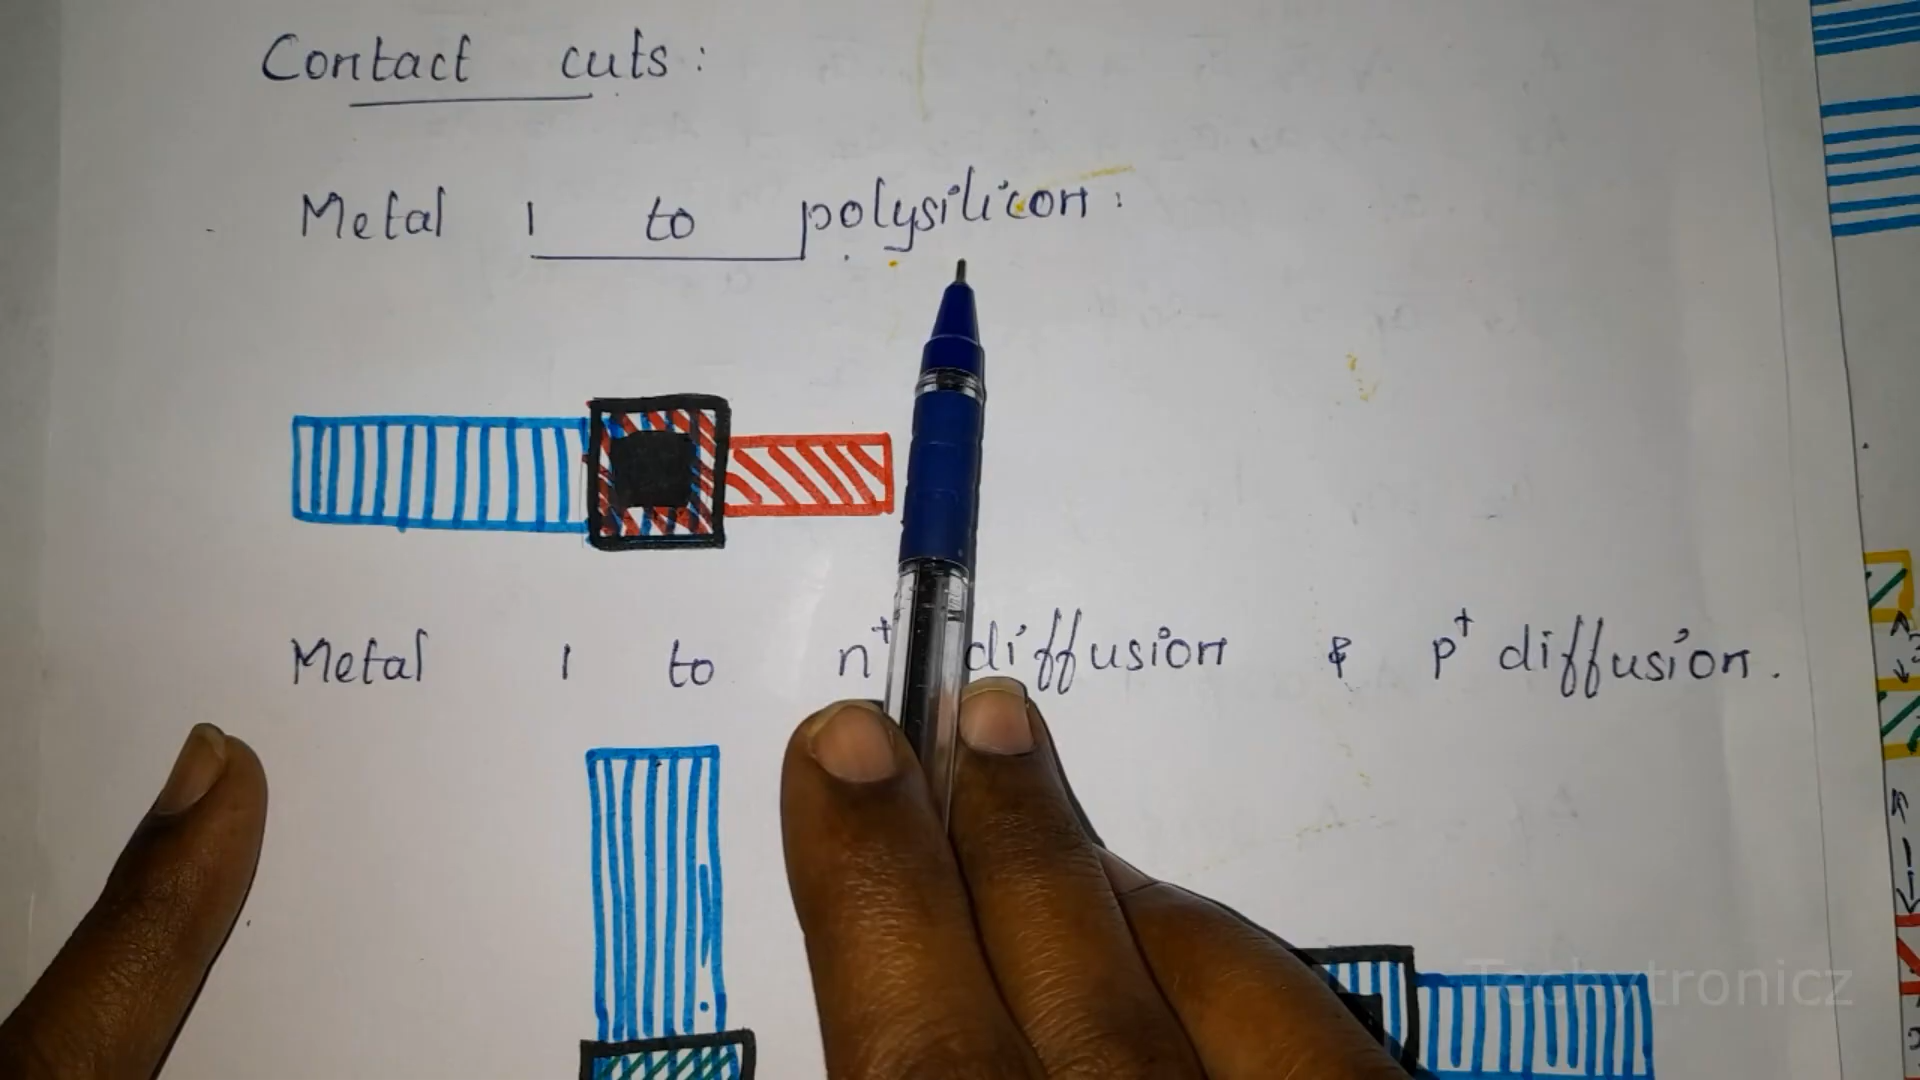 Contact cuts:
Metal 1 to polysilicon:
Metal 1 to n+ diffusion & p+ diffusion.
Techytronicz